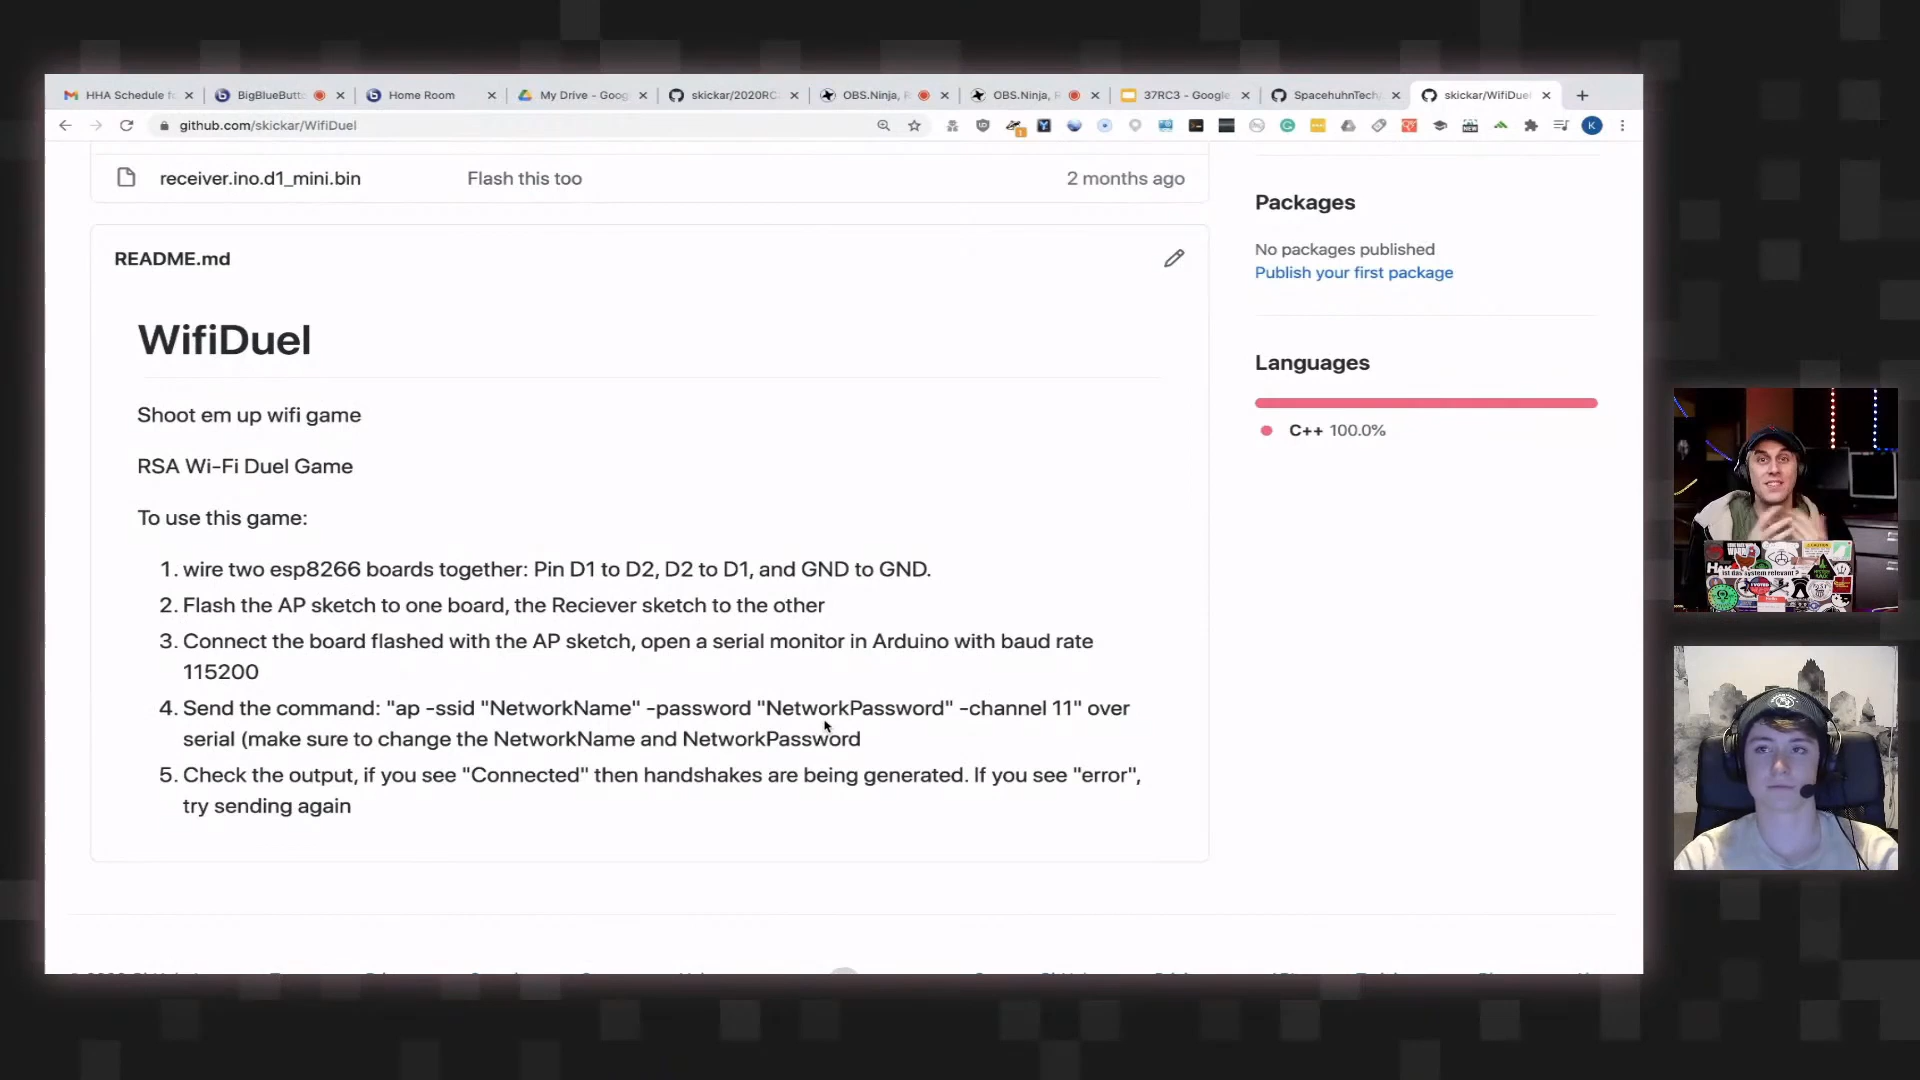 HHA Schedule
BigBlueButt
Home Room
My Drive - Goog
skickar/2020RC
OBS.Ninja,
OBS.Ninja,
37RC3 - Google
SpacehuhnTech
skickar/WifiDuel
github.com/skickar/WifiDuel
K
receiver.ino.d1_mini.bin
Flash this too
2 months ago
README.md
WifiDuel
Shoot em up wifi game
RSA Wi-Fi Duel Game
To use this game:
1. wire two esp8266 boards together: Pin D1 to D2, D2 to D1, and GND to GND.
2. Flash the AP sketch to one board, the Reciever sketch to the other
3. Connect the board flashed with the AP sketch, open a serial monitor in Arduino with baud rate
115200
4. Send the command: "ap -ssid "NetworkName" -password "NetworkPassword" -channel 11" over
serial (make sure to change the NetworkName and NetworkPassword
5. Check the output, if you see "Connected" then handshakes are being generated. If you see "error",
try sending again
Packages
No packages published
Publish your first package
Languages
C++ 100.0%
ist das system relevant ?